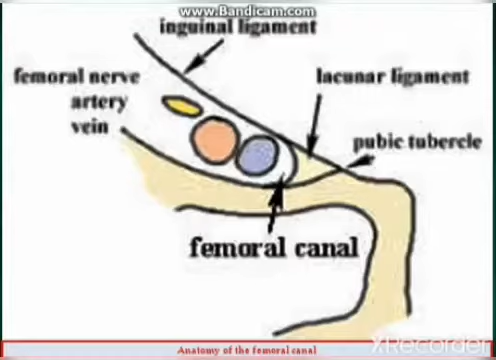 www.Bandicam.com
inguinal ligament
femoral nerve
artery
vein
lacunar ligament
pubic tubercle
femoral canal
XRecorder
Anatomy of the femoral canal